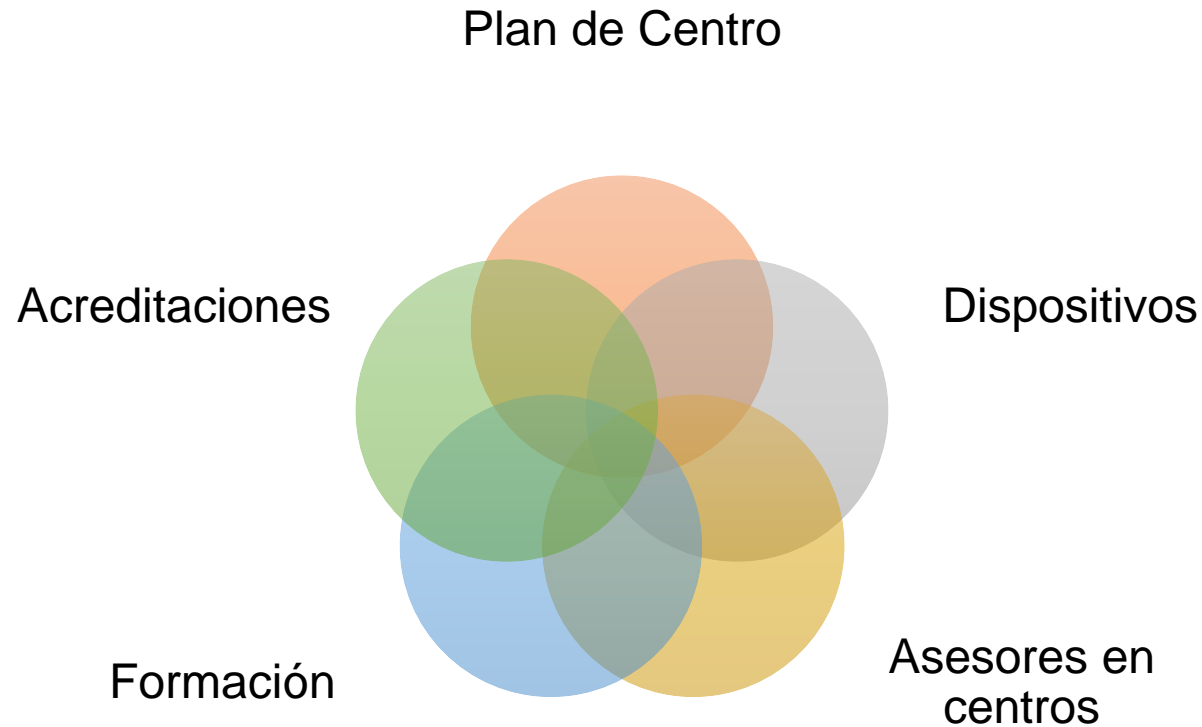 Plan de Centro
Acreditaciones
Dispositivos
Formación
Asesores en
centros